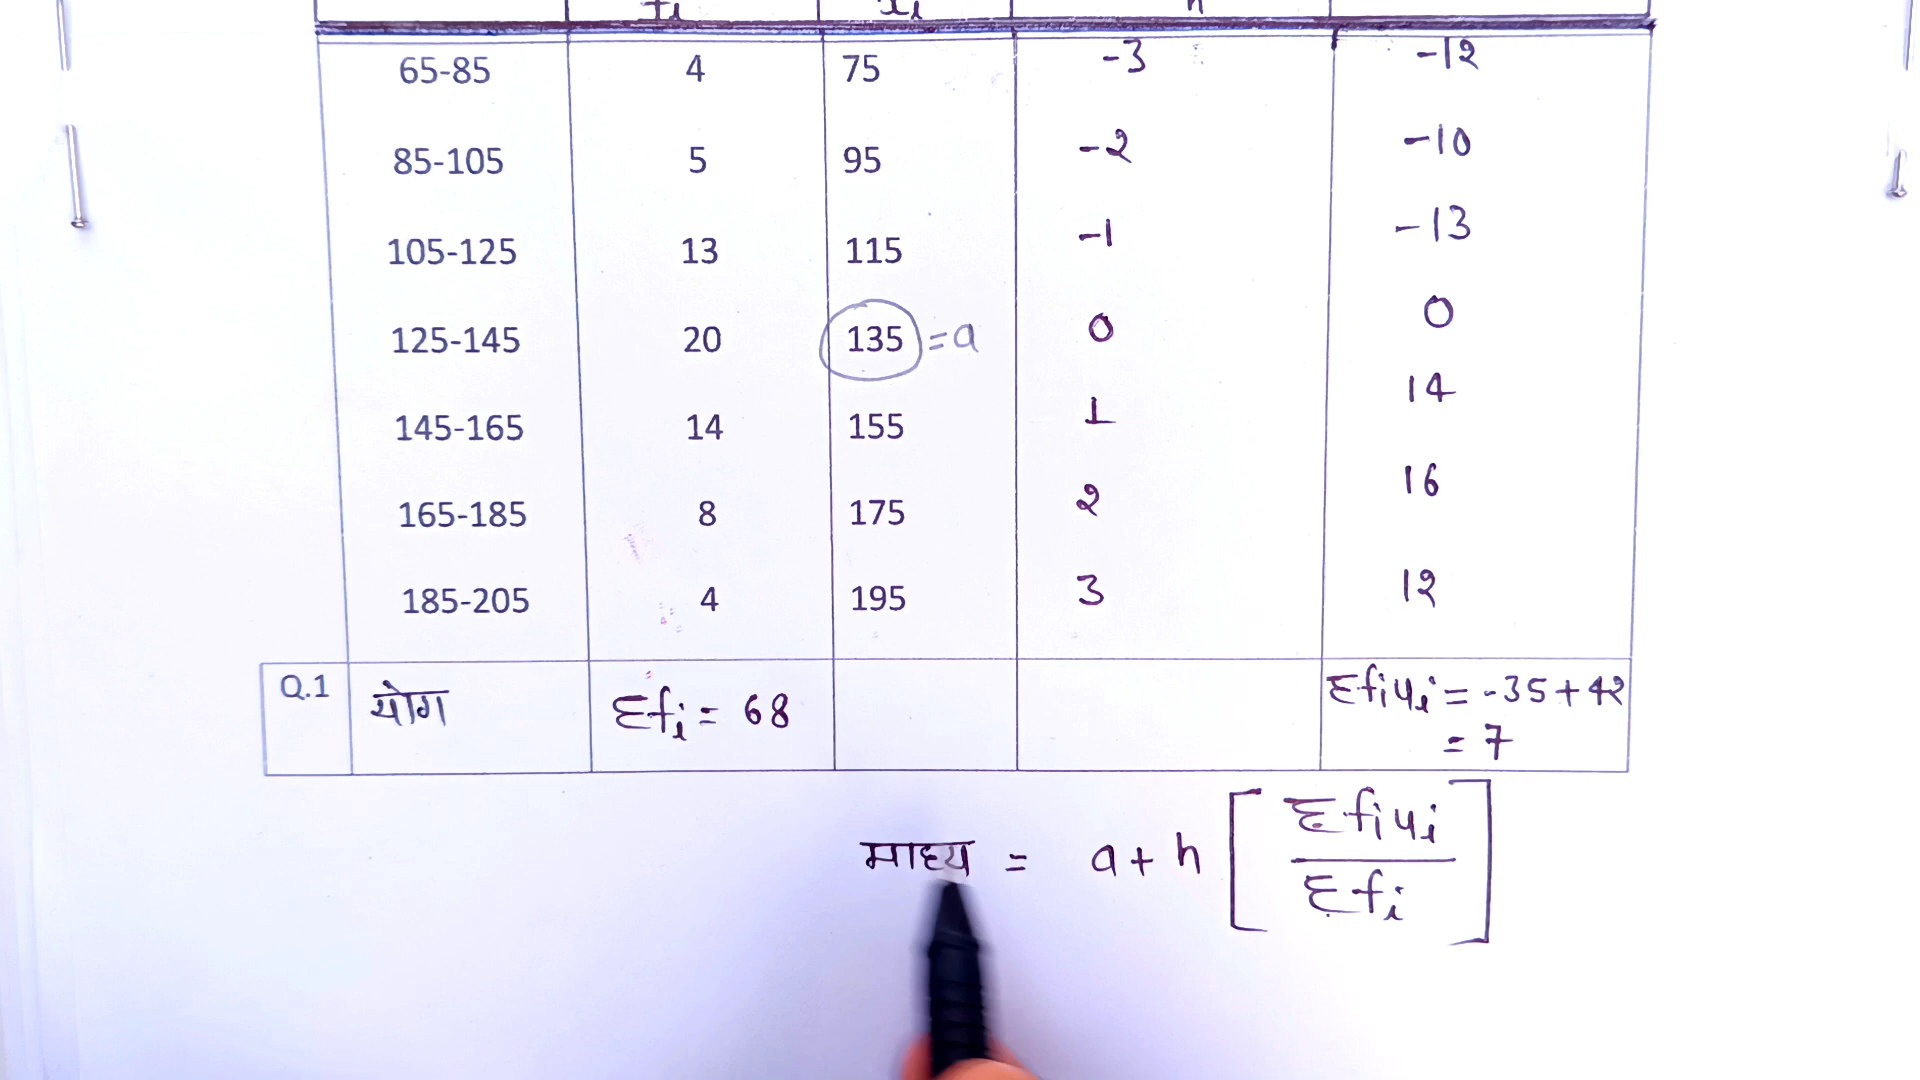 fi xi h
65-85 4 75 -3 -12
85-105 5 95 -2 -10
105-125 13 115 -1 -13
125-145 20 135 = a 0 0
145-165 14 155 1 14
165-185 8 175 2 16
185-205 4 195 3 12
Q.1 योग Σfi = 68 Σfiui = -35+42
= 7
माध्य = a + h [ Σfiui / Σfi ]